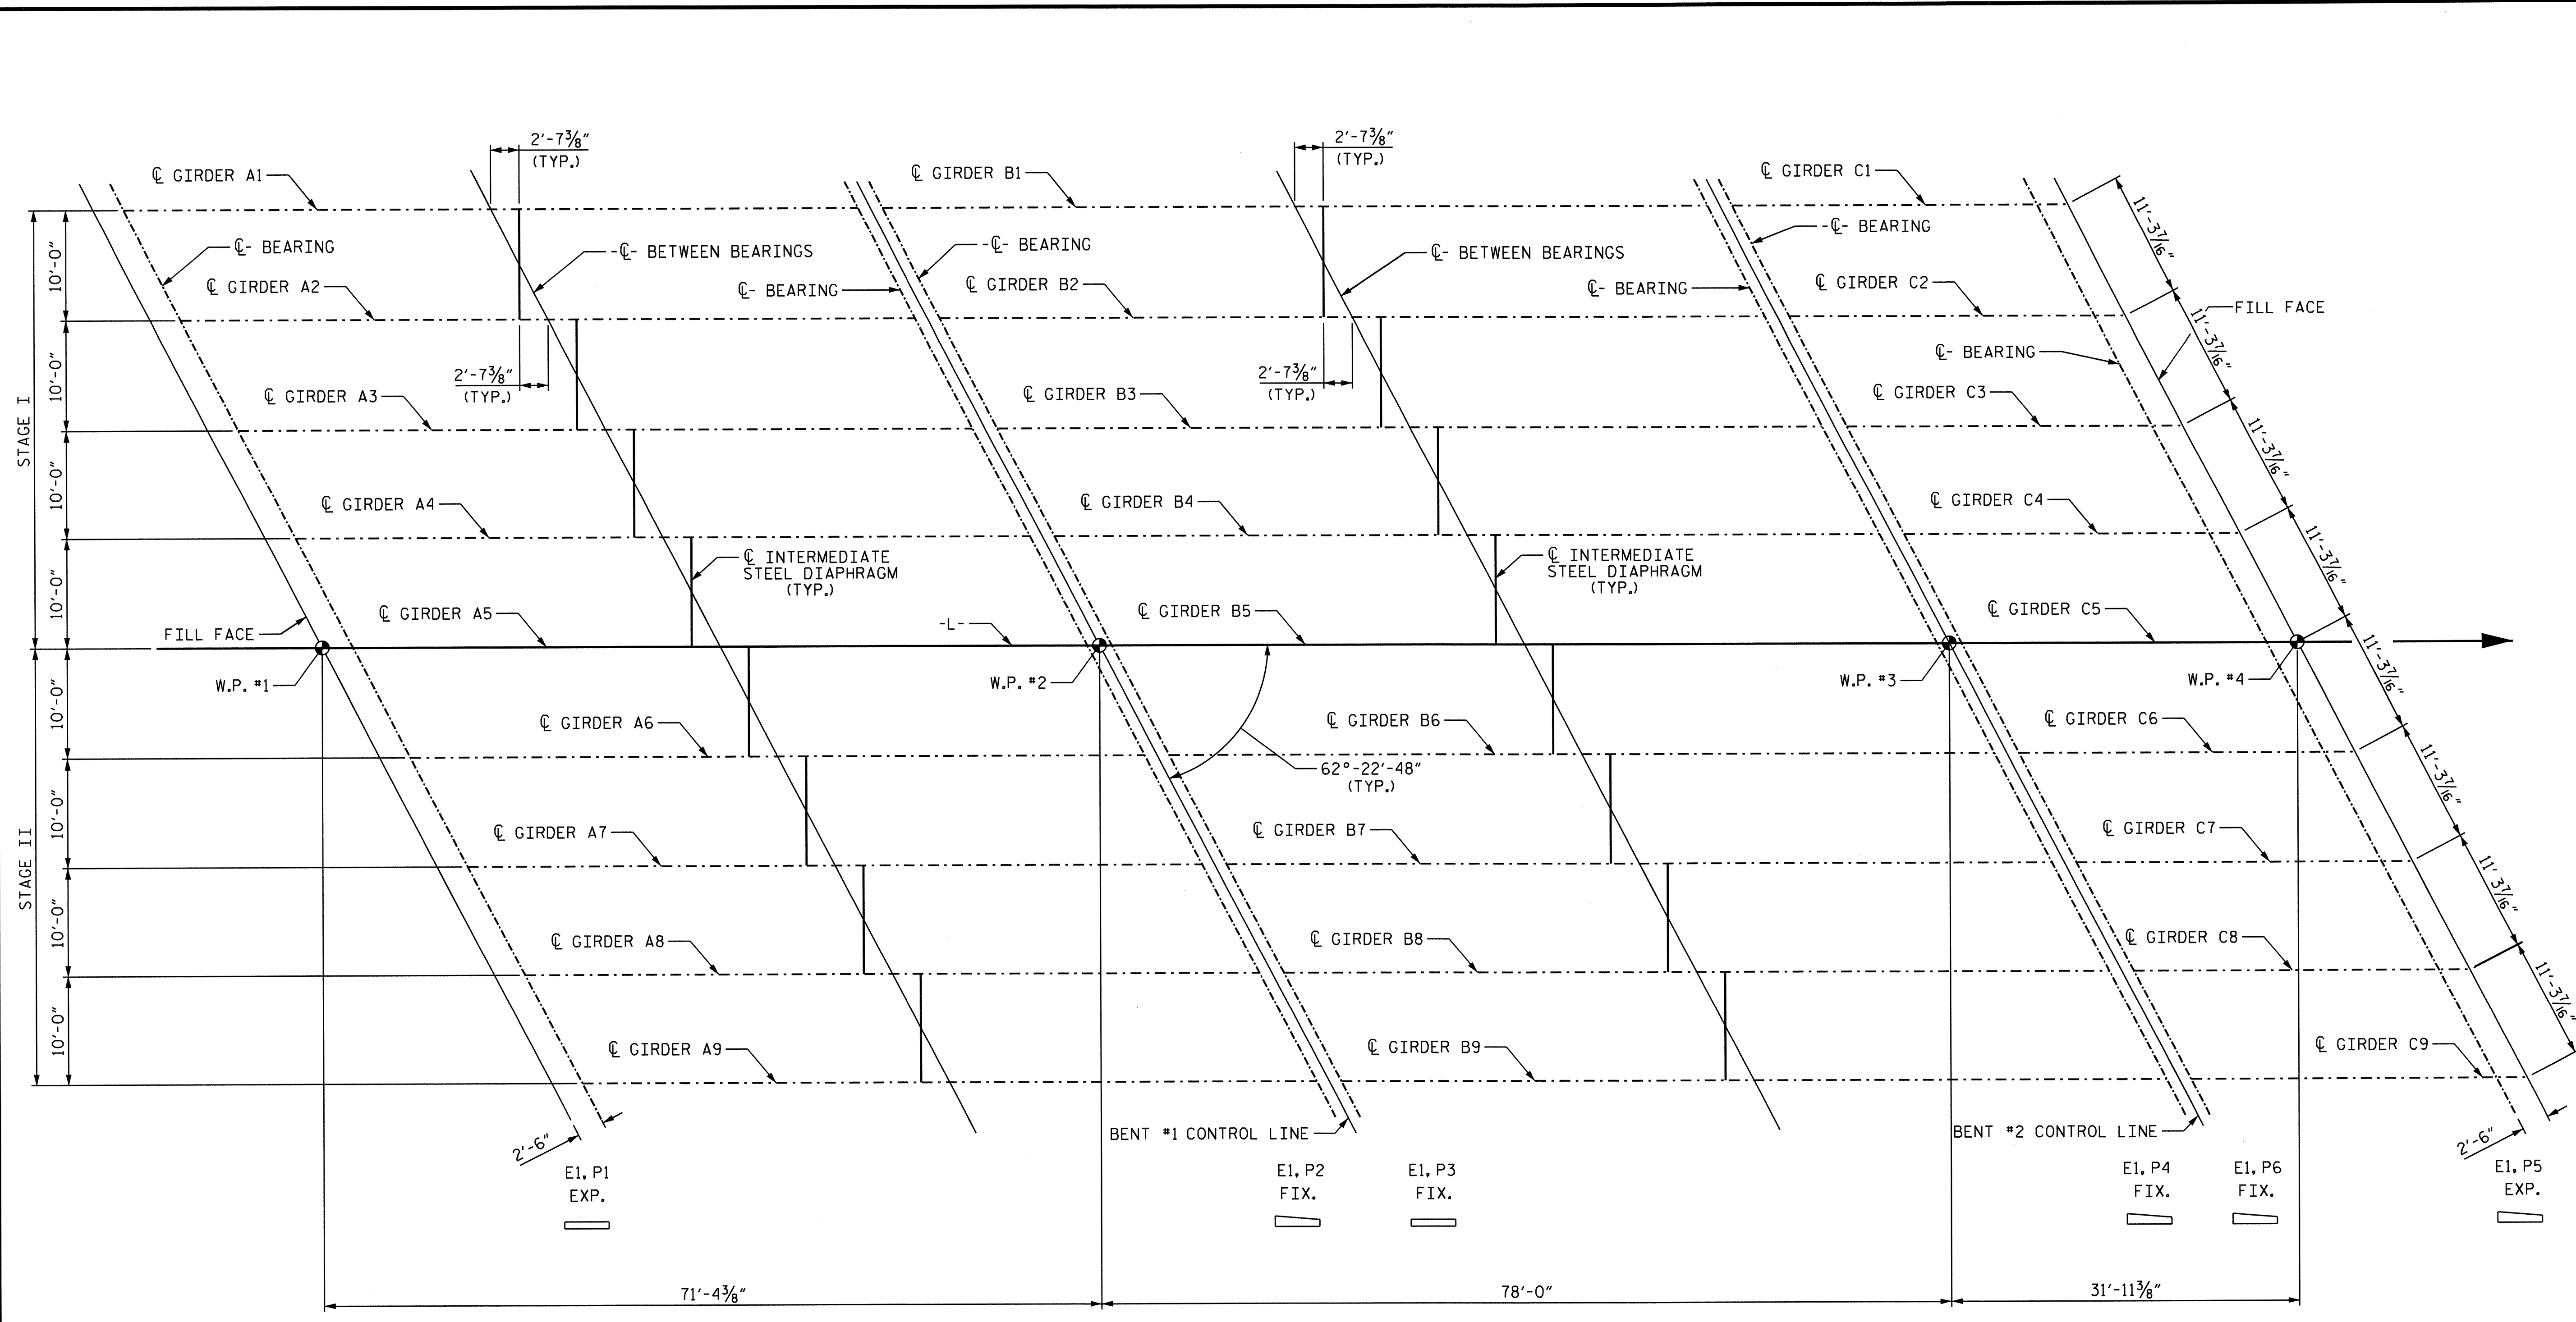 2'-7⅜"
(TYP.)
2'-7⅜"
(TYP.)
℄ GIRDER A1
℄ GIRDER B1
℄ GIRDER C1
11'-3⁷⁄₁₆"
℄- BEARING
-℄- BETWEEN BEARINGS
-℄- BEARING
-℄- BETWEEN BEARINGS
-℄- BEARING
10'-0"
℄ GIRDER A2
℄- BEARING
℄ GIRDER B2
℄- BEARING
℄ GIRDER C2
11'-3⁷⁄₁₆"
FILL FACE
℄- BEARING
10'-0"
2'-7⅜"
(TYP.)
2'-7⅜"
(TYP.)
STAGE I
℄ GIRDER A3
℄ GIRDER B3
℄ GIRDER C3
11'-3⁷⁄₁₆"
10'-0"
℄ GIRDER A4
℄ GIRDER B4
℄ GIRDER C4
11'-3⁷⁄₁₆"
℄ INTERMEDIATE
STEEL DIAPHRAGM
(TYP.)
℄ INTERMEDIATE
STEEL DIAPHRAGM
(TYP.)
10'-0"
FILL FACE
℄ GIRDER A5
-L-
℄ GIRDER B5
℄ GIRDER C5
W.P. #1
W.P. #2
W.P. #3
W.P. #4
11'-3⁷⁄₁₆"
10'-0"
℄ GIRDER A6
℄ GIRDER B6
℄ GIRDER C6
62°-22'-48"
(TYP.)
11'-3⁷⁄₁₆"
10'-0"
℄ GIRDER A7
℄ GIRDER B7
℄ GIRDER C7
11' 3⁷⁄₁₆"
STAGE II
10'-0"
℄ GIRDER A8
℄ GIRDER B8
℄ GIRDER C8
11'-3⁷⁄₁₆"
10'-0"
℄ GIRDER A9
℄ GIRDER B9
℄ GIRDER C9
2'-6"
BENT #1 CONTROL LINE
BENT #2 CONTROL LINE
2'-6"
E1, P1
EXP.
E1, P2
FIX.
E1, P3
FIX.
E1, P4
FIX.
E1, P6
FIX.
E1, P5
EXP.
71'-4⅜"
78'-0"
31'-11⅜"